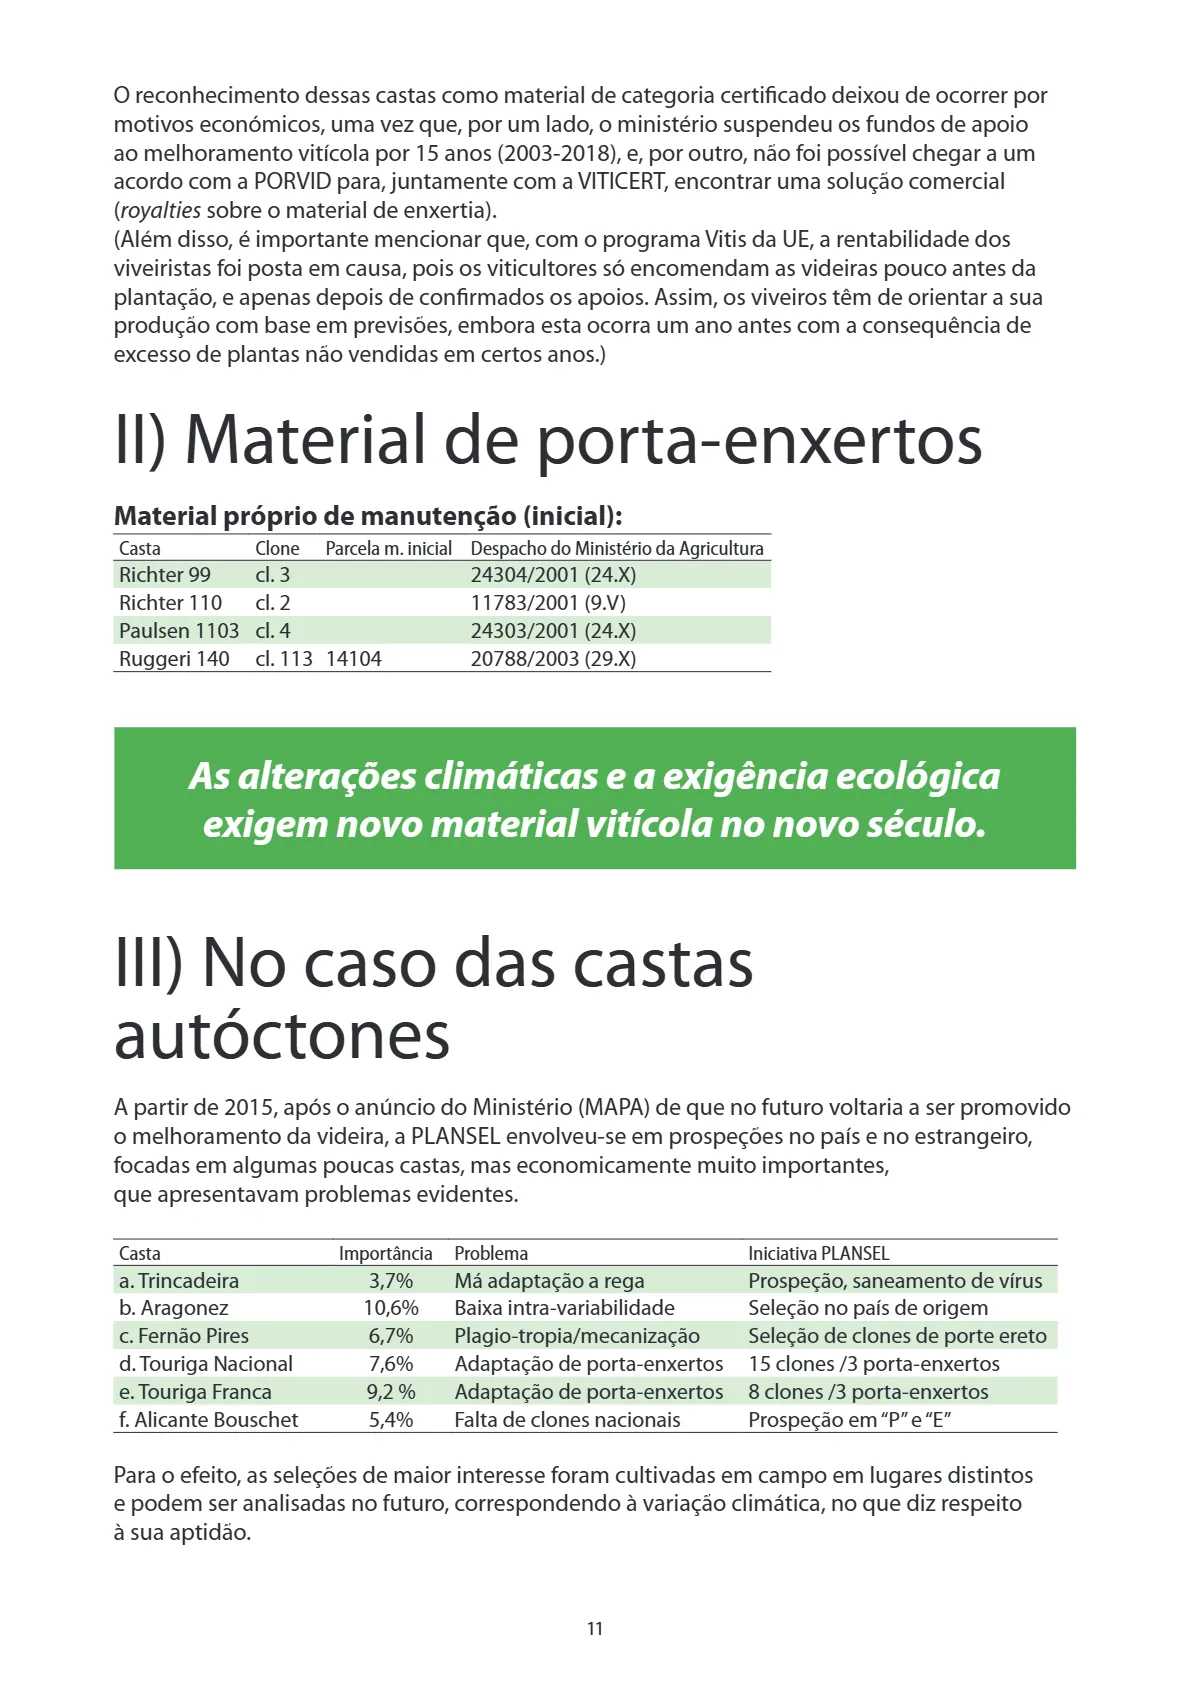 O reconhecimento dessas castas como material de categoria certificado deixou de ocorrer por
motivos económicos, uma vez que, por um lado, o ministério suspendeu os fundos de apoio
ao melhoramento vitícola por 15 anos (2003-2018), e, por outro, não foi possível chegar a um
acordo com a PORVID para, juntamente com a VITICERT, encontrar uma solução comercial
(royalties sobre o material de enxertia).
(Além disso, é importante mencionar que, com o programa Vitis da UE, a rentabilidade dos
viveiristas foi posta em causa, pois os viticultores só encomendam as videiras pouco antes da
plantação, e apenas depois de confirmados os apoios. Assim, os viveiros têm de orientar a sua
produção com base em previsões, embora esta ocorra um ano antes com a consequência de
excesso de plantas não vendidas em certos anos.)
II) Material de porta-enxertos
Material próprio de manutenção (inicial):
Casta Clone Parcela m. inicial Despacho do Ministério da Agricultura
Richter 99 cl. 3 24304/2001 (24.X)
Richter 110 cl. 2 11783/2001 (9.V)
Paulsen 1103 cl. 4 24303/2001 (24.X)
Ruggeri 140 cl. 113 14104 20788/2003 (29.X)
As alterações climáticas e a exigência ecológica
exigem novo material vitícola no novo século.
III) No caso das castas
autóctones
A partir de 2015, após o anúncio do Ministério (MAPA) de que no futuro voltaria a ser promovido
o melhoramento da videira, a PLANSEL envolveu-se em prospeções no país e no estrangeiro,
focadas em algumas poucas castas, mas economicamente muito importantes,
que apresentavam problemas evidentes.
Casta Importância Problema Iniciativa PLANSEL
a. Trincadeira 3,7% Má adaptação a rega Prospeção, saneamento de vírus
b. Aragonez 10,6% Baixa intra-variabilidade Seleção no país de origem
c. Fernão Pires 6,7% Plagio-tropia/mecanização Seleção de clones de porte ereto
d. Touriga Nacional 7,6% Adaptação de porta-enxertos 15 clones /3 porta-enxertos
e. Touriga Franca 9,2 % Adaptação de porta-enxertos 8 clones /3 porta-enxertos
f. Alicante Bouschet 5,4% Falta de clones nacionais Prospeção em “P” e “E”
Para o efeito, as seleções de maior interesse foram cultivadas em campo em lugares distintos
e podem ser analisadas no futuro, correspondendo à variação climática, no que diz respeito
à sua aptidão.
11